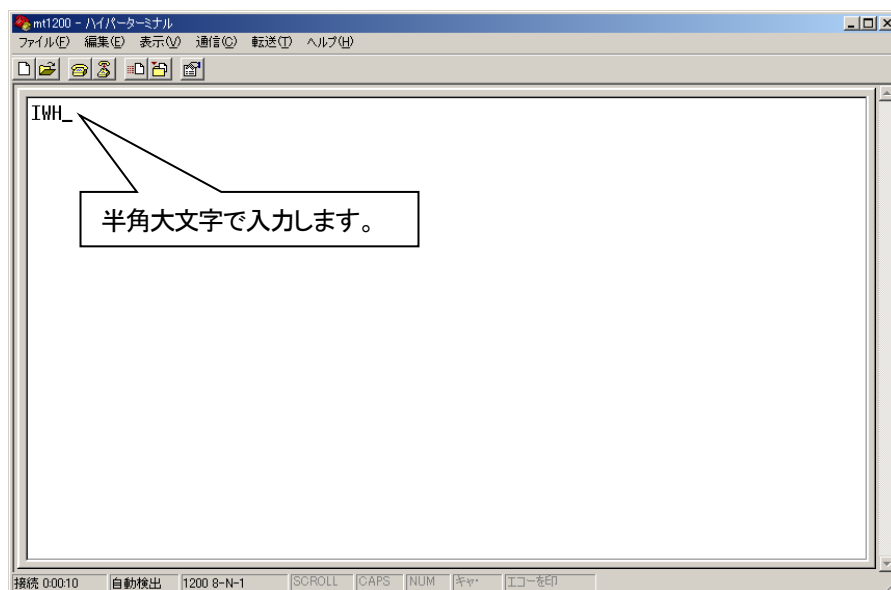 mt1200 - ハイパーターミナル
ファイル(F) 編集(E) 表示(V) 通信(C) 転送(T) ヘルプ(H)
IWH_
半角大文字で入力します。
接続 0:00:10 自動検出 1200 8-N-1 SCROLL CAPS NUM キャ･ エコーを印